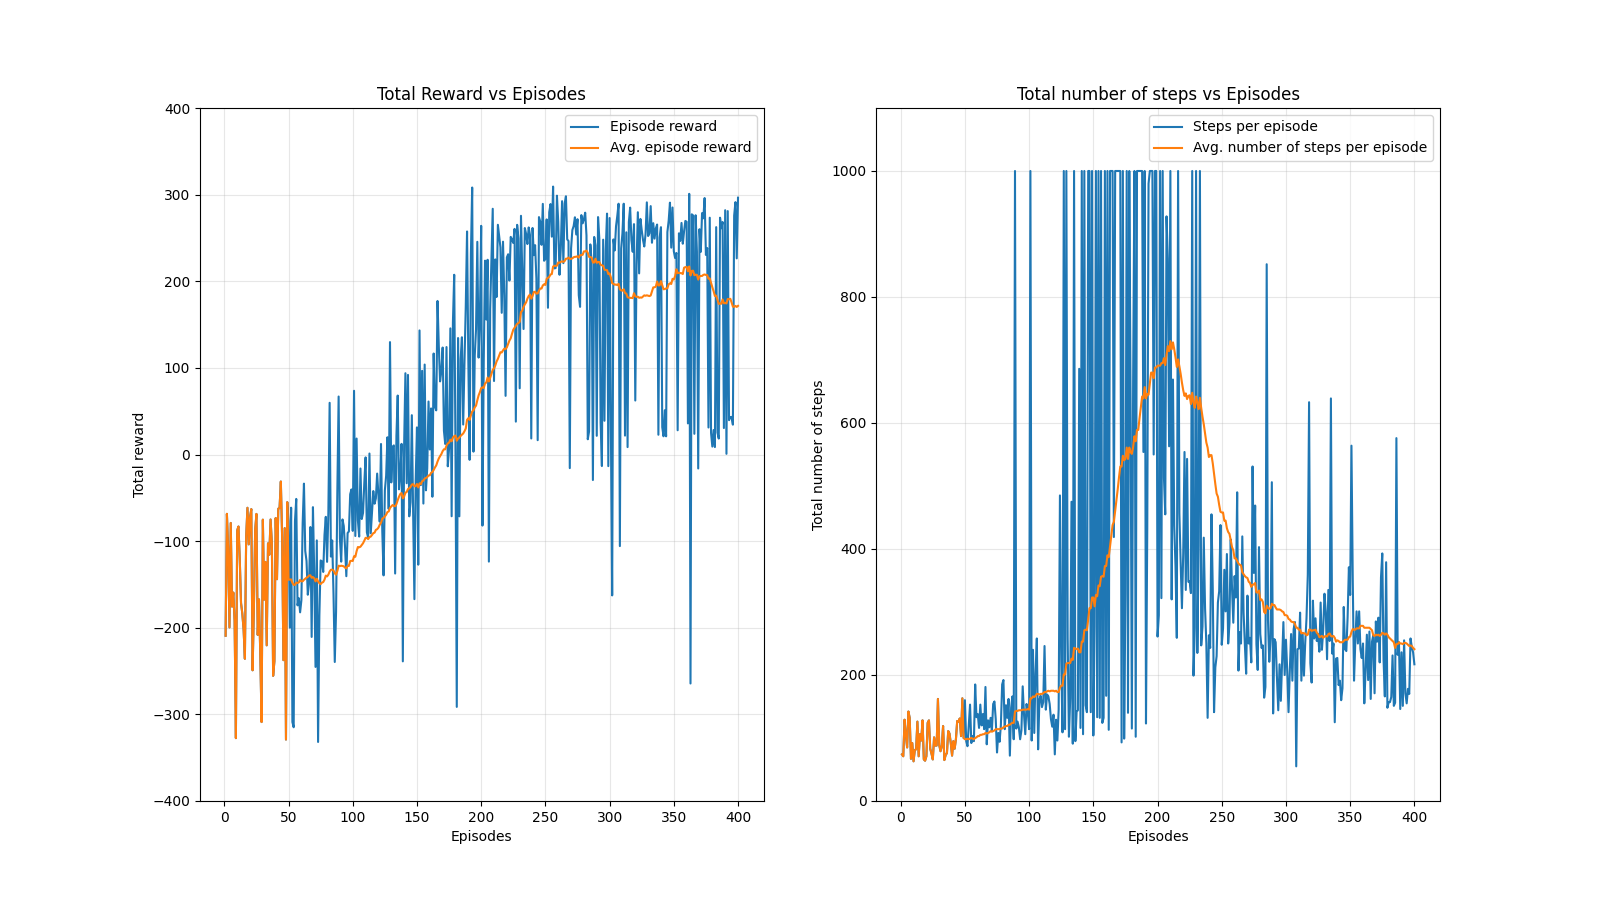 Total Reward vs Episodes
Total reward
400
300
200
100
0
−100
−200
−300
−400
Episode reward
Avg. episode reward
0 50 100 150 200 250 300 350 400
Episodes
Total number of steps vs Episodes
Total number of steps
1000
800
600
400
200
0
Steps per episode
Avg. number of steps per episode
0 50 100 150 200 250 300 350 400
Episodes